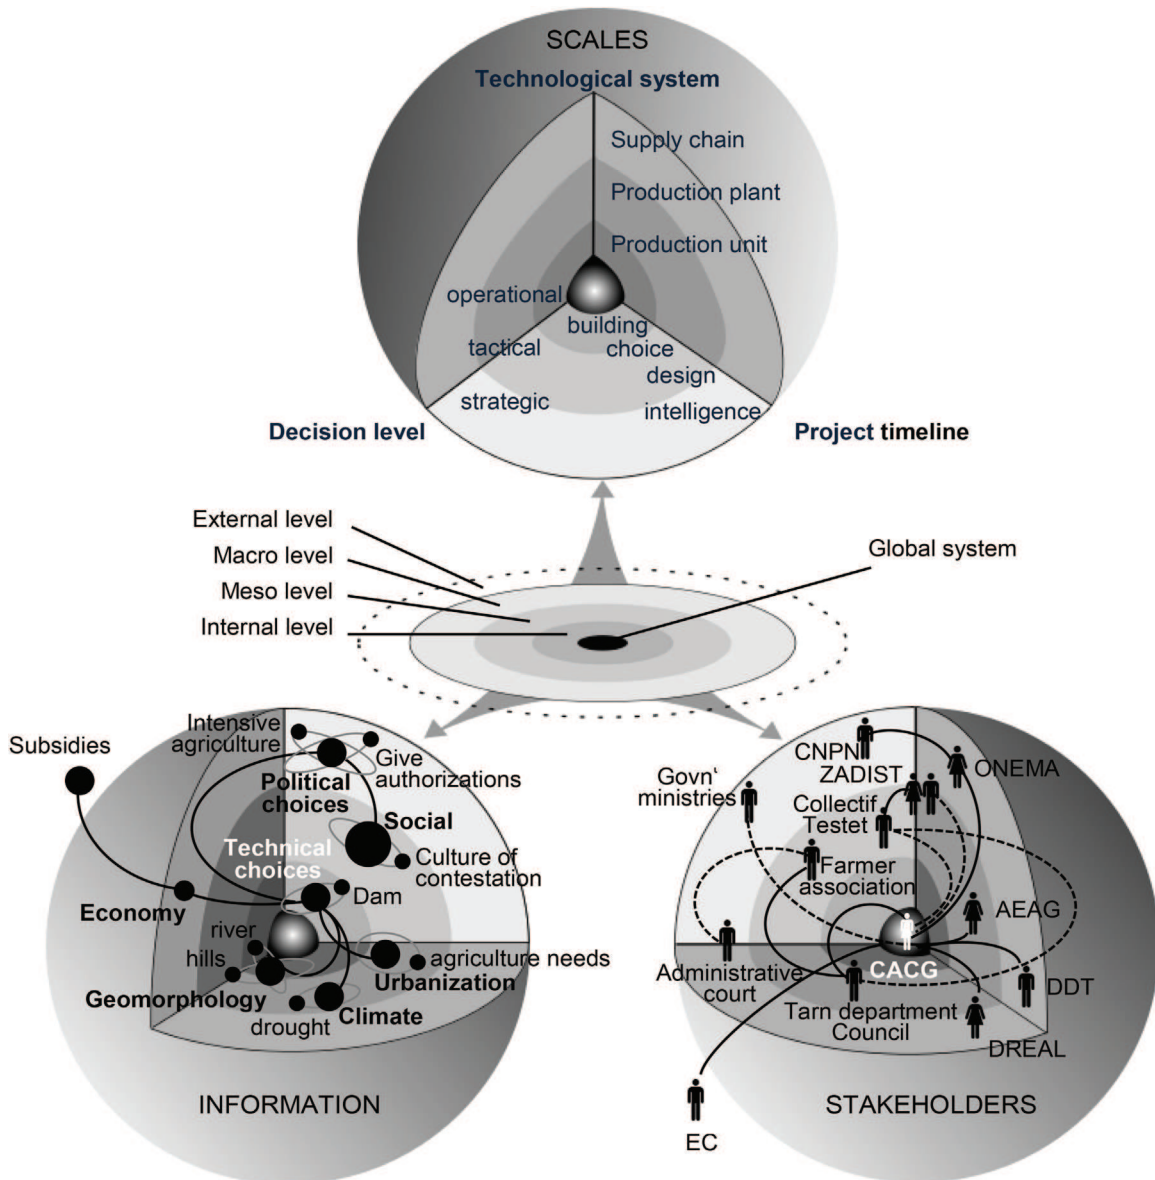 SCALES
Technological system
Supply chain
Production plant
Production unit
operational
building
choice
tactical
design
strategic
intelligence
Decision level
Project timeline
External level
Macro level
Meso level
Internal level
Global system
Intensive
agriculture
Subsidies
Give
authorizations
Political
choices
Social
Technical
choices
Culture of
contestation
Dam
Economy
river
hills
agriculture needs
Urbanization
Geomorphology
Climate
drought
INFORMATION
CNPN
ZADIST
ONEMA
Govn'
ministries
Collectif
Testet
Farmer
association
AEAG
CACG
Administrative
court
DDT
Tarn department
Council
DREAL
STAKEHOLDERS
EC